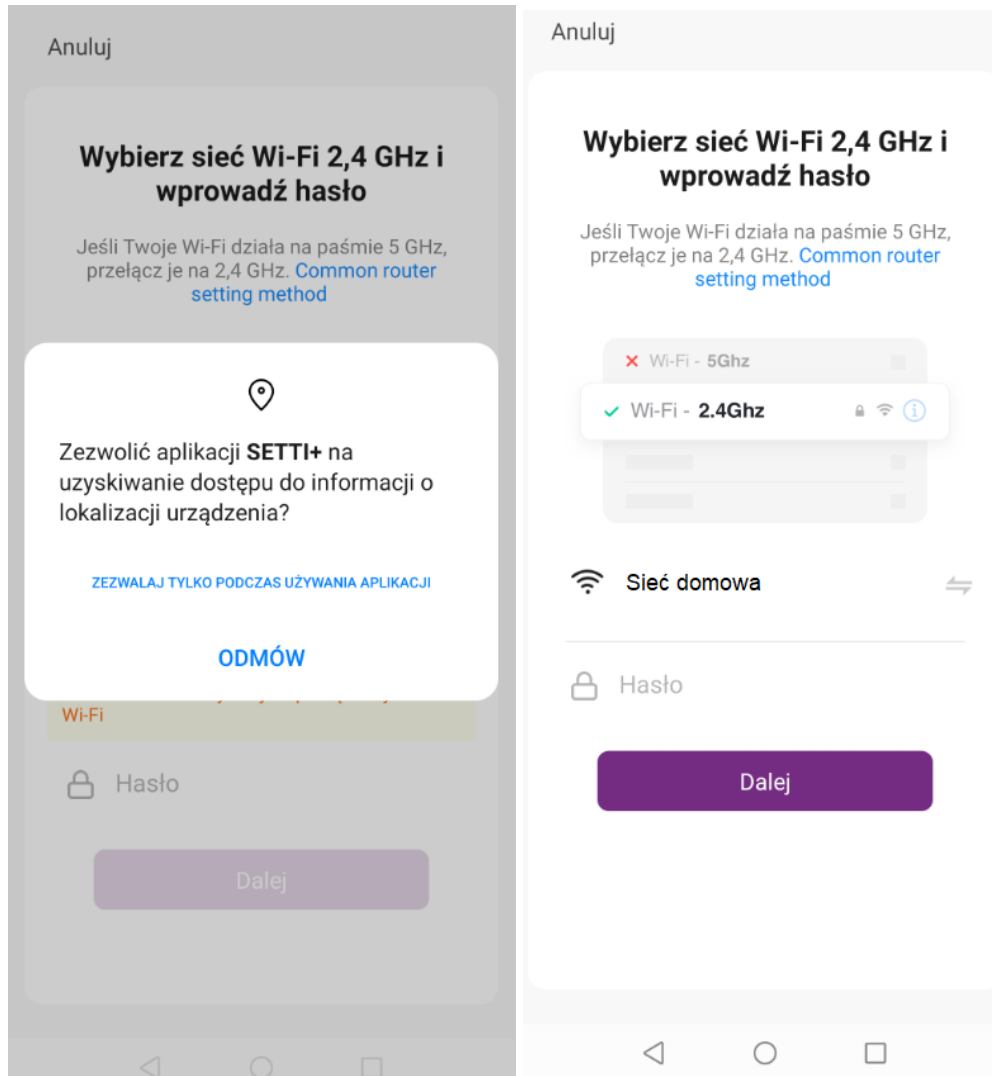 Anuluj
Wybierz sieć Wi-Fi 2,4 GHz i
wprowadź hasło
Jeśli Twoje Wi-Fi działa na paśmie 5 GHz,
przełącz je na 2,4 GHz. Common router
setting method
Zezwolić aplikacji SETTI+ na
uzyskiwanie dostępu do informacji o
lokalizacji urządzenia?
ZEZWALAJ TYLKO PODCZAS UŻYWANIA APLIKACJI
ODMÓW
Wi-Fi
Hasło
Dalej
Anuluj
Wybierz sieć Wi-Fi 2,4 GHz i
wprowadź hasło
Jeśli Twoje Wi-Fi działa na paśmie 5 GHz,
przełącz je na 2,4 GHz. Common router
setting method
Wi-Fi - 5Ghz
Wi-Fi - 2.4Ghz
Sieć domowa
Hasło
Dalej